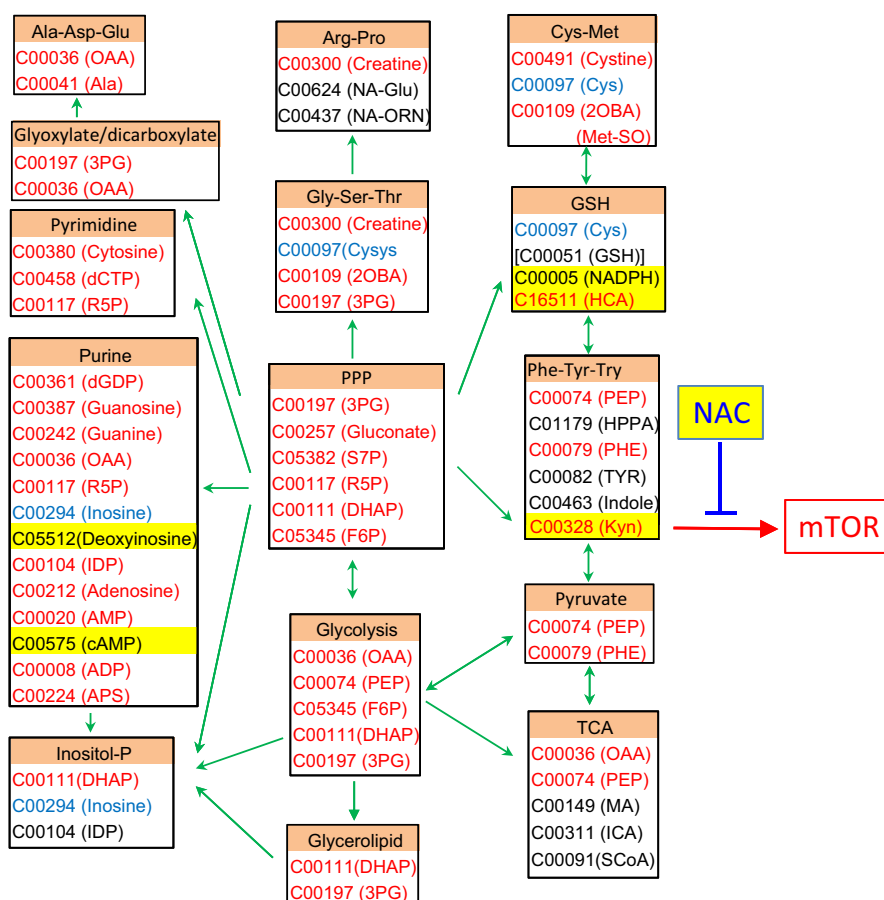 Ala-Asp-Glu
C00036 (OAA)
C00041 (Ala)
Glyoxylate/dicarboxylate
C00197 (3PG)
C00036 (OAA)
Pyrimidine
C00380 (Cytosine)
C00458 (dCTP)
C00117 (R5P)
Purine
C00361 (dGDP)
C00387 (Guanosine)
C00242 (Guanine)
C00036 (OAA)
C00117 (R5P)
C00294 (Inosine)
C05512(Deoxyinosine)
C00104 (IDP)
C00212 (Adenosine)
C00020 (AMP)
C00575 (cAMP)
C00008 (ADP)
C00224 (APS)
Inositol-P
C00111(DHAP)
C00294 (Inosine)
C00104 (IDP)
Arg-Pro
C00300 (Creatine)
C00624 (NA-Glu)
C00437 (NA-ORN)
Gly-Ser-Thr
C00300 (Creatine)
C00097(Cysys
C00109 (2OBA)
C00197 (3PG)
PPP
C00197 (3PG)
C00257 (Gluconate)
C05382 (S7P)
C00117 (R5P)
C00111 (DHAP)
C05345 (F6P)
Glycolysis
C00036 (OAA)
C00074 (PEP)
C05345 (F6P)
C00111(DHAP)
C00197 (3PG)
Glycerolipid
C00111(DHAP)
C00197 (3PG)
Cys-Met
C00491 (Cystine)
C00097 (Cys)
C00109 (2OBA)
(Met-SO)
GSH
C00097 (Cys)
[C00051 (GSH)]
C00005 (NADPH)
C16511 (HCA)
Phe-Tyr-Try
C00074 (PEP)
C01179 (HPPA)
C00079 (PHE)
C00082 (TYR)
C00463 (Indole)
C00328 (Kyn)
NAC
mTOR
Pyruvate
C00074 (PEP)
C00079 (PHE)
TCA
C00036 (OAA)
C00074 (PEP)
C00149 (MA)
C00311 (ICA)
C00091(SCoA)